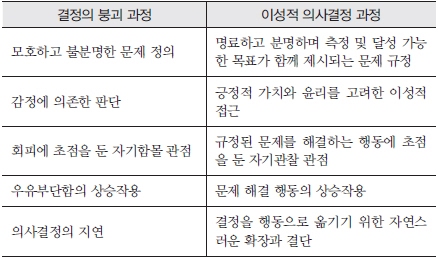 결정의 붕괴 과정
이성적 의사결정 과정
모호하고 불분명한 문제 정의
명료하고 분명하며 측정 및 달성 가능
한 목표가 함께 제시되는 문제 규정
감정에 의존한 판단
긍정적 가치와 윤리를 고려한 이성적
접근
회피에 초점을 둔 자기함몰 관점
규정된 문제를 해결하는 행동에 초점
을 둔 자기관찰 관점
우유부단함의 상승작용
문제 해결 행동의 상승작용
의사결정의 지연
결정을 행동으로 옮기기 위한 자연스
러운 확장과 결단